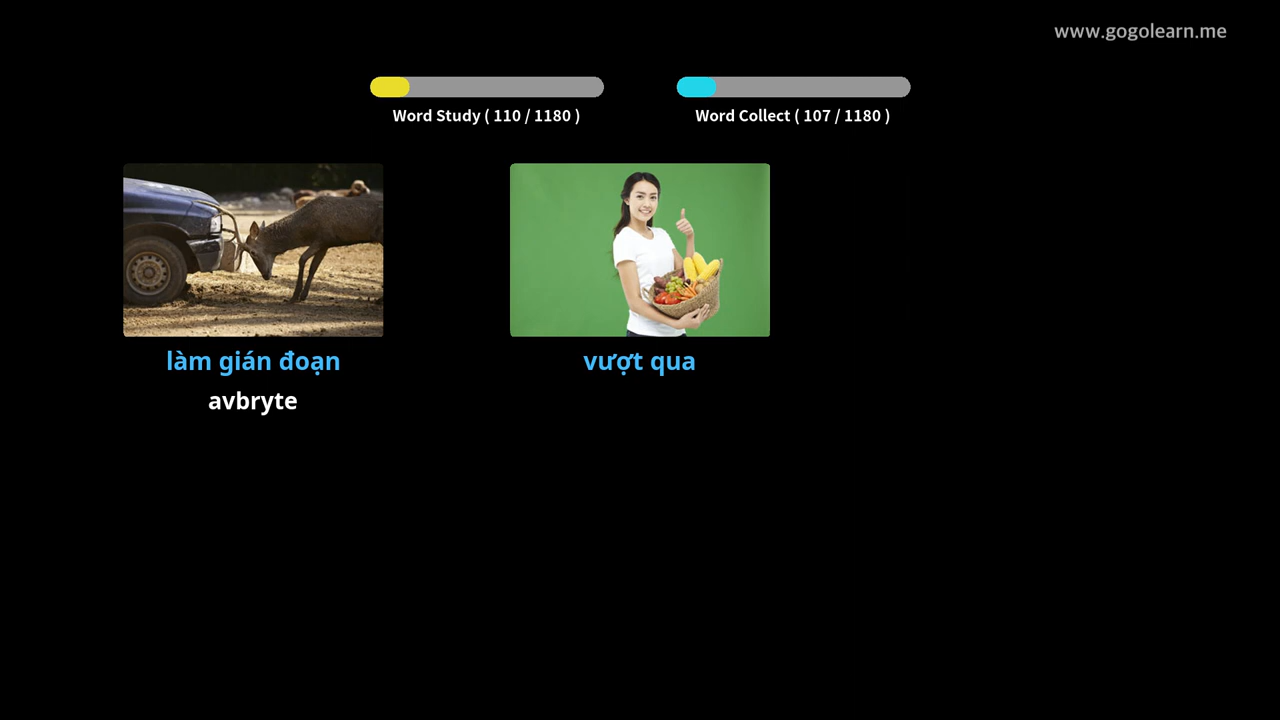 www.gogolearn.me
Word Study ( 110 / 1180 )
Word Collect ( 107 / 1180 )
làm gián đoạn
vượt qua
avbryte